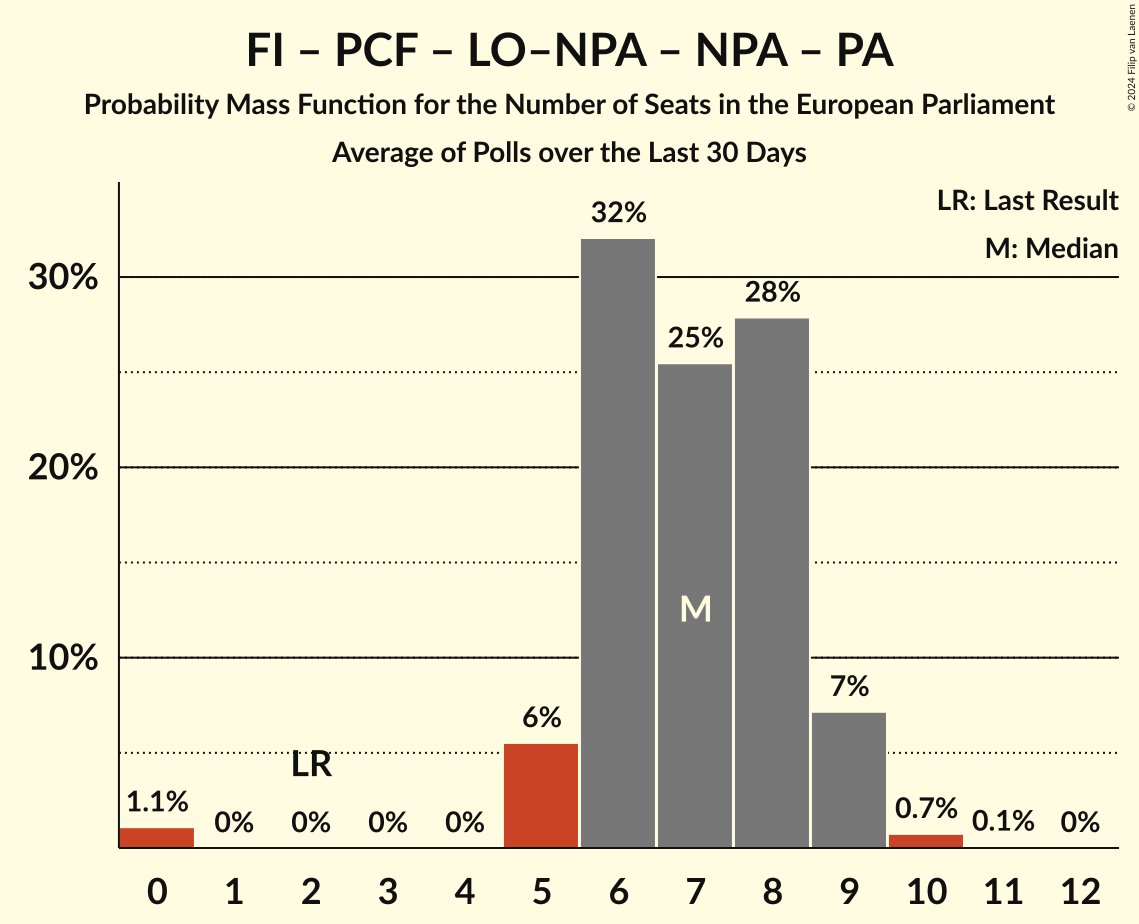 FI – PCF – LO–NPA – NPA – PA
Probability Mass Function for the Number of Seats in the European Parliament
Average of Polls over the Last 30 Days
© 2024 Filip van Laenen
LR: Last Result
M: Median
30%
20%
10%
1.1%
0%
LR
0%
0%
0%
6%
32%
25%
M
28%
7%
0.7%
0.1%
0%
0 1 2 3 4 5 6 7 8 9 10 11 12